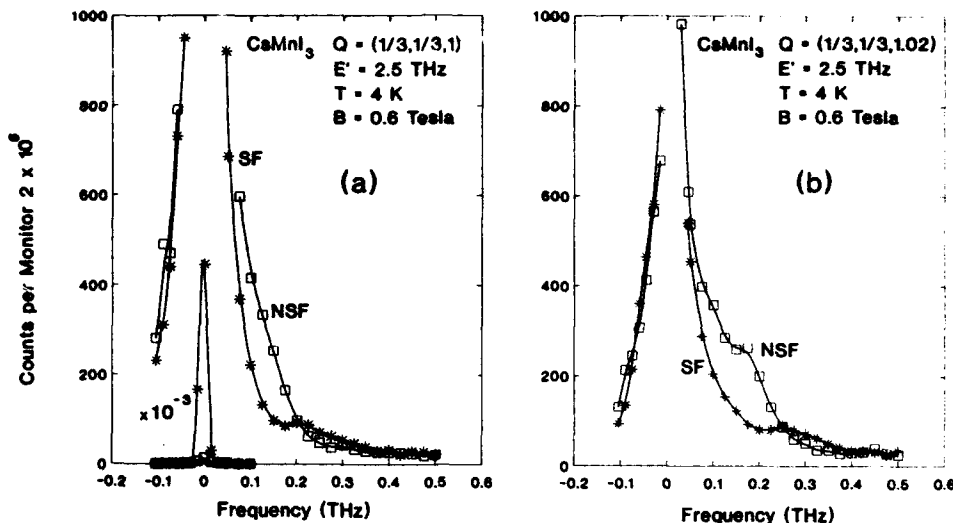 Counts per Monitor 2 x 10⁶
1000
800
600
400
200
0
-0.2 -0.1 0 0.1 0.2 0.3 0.4 0.5 0.6
Frequency (THz)
CsMnI₃ Q = (1/3,1/3,1)
E' = 2.5 THz
T = 4 K
B = 0.6 Tesla
(a)
SF
NSF
x10⁻³
1000
800
600
400
200
0
-0.2 -0.1 0 0.1 0.2 0.3 0.4 0.5 0.6
Frequency (THz)
CsMnI₃ Q = (1/3,1/3,1.02)
E' = 2.5 THz
T = 4 K
B = 0.6 Tesla
(b)
NSF
SF